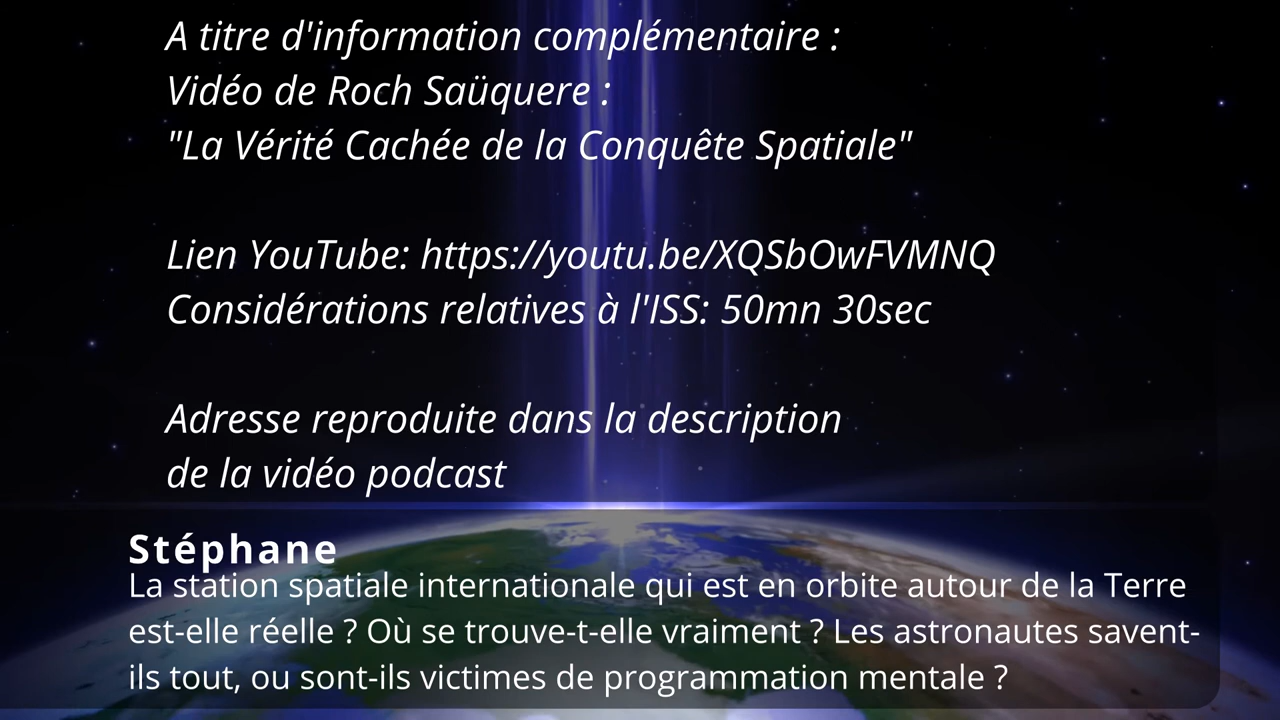 A titre d'information complémentaire :
Vidéo de Roch Saüquere :
"La Vérité Cachée de la Conquête Spatiale"
Lien YouTube: https://youtu.be/XQSbOwFVMNQ
Considérations relatives à l'ISS: 50mn 30sec
Adresse reproduite dans la description
de la vidéo podcast
Stéphane
La station spatiale internationale qui est en orbite autour de la Terre
est-elle réelle ? Où se trouve-t-elle vraiment ? Les astronautes savent-
ils tout, ou sont-ils victimes de programmation mentale ?